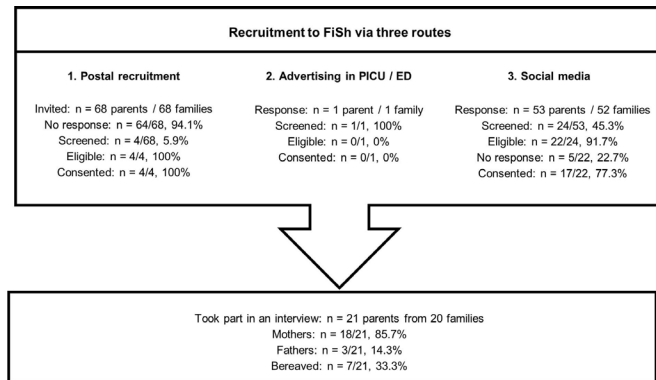 Recruitment to FiSh via three routes
1. Postal recruitment
Invited: n = 68 parents / 68 families
No response: n = 64/68, 94.1%
Screened: n = 4/68, 5.9%
Eligible: n = 4/4, 100%
Consented: n = 4/4, 100%
2. Advertising in PICU / ED
Response: n = 1 parent / 1 family
Screened: n = 1/1, 100%
Eligible: n = 0/1, 0%
Consented: n = 0/1, 0%
3. Social media
Response: n = 53 parents / 52 families
Screened: n = 24/53, 45.3%
Eligible: n = 22/24, 91.7%
No response: n = 5/22, 22.7%
Consented: n = 17/22, 77.3%
Took part in an interview: n = 21 parents from 20 families
Mothers: n = 18/21, 85.7%
Fathers: n = 3/21, 14.3%
Bereaved: n = 7/21, 33.3%